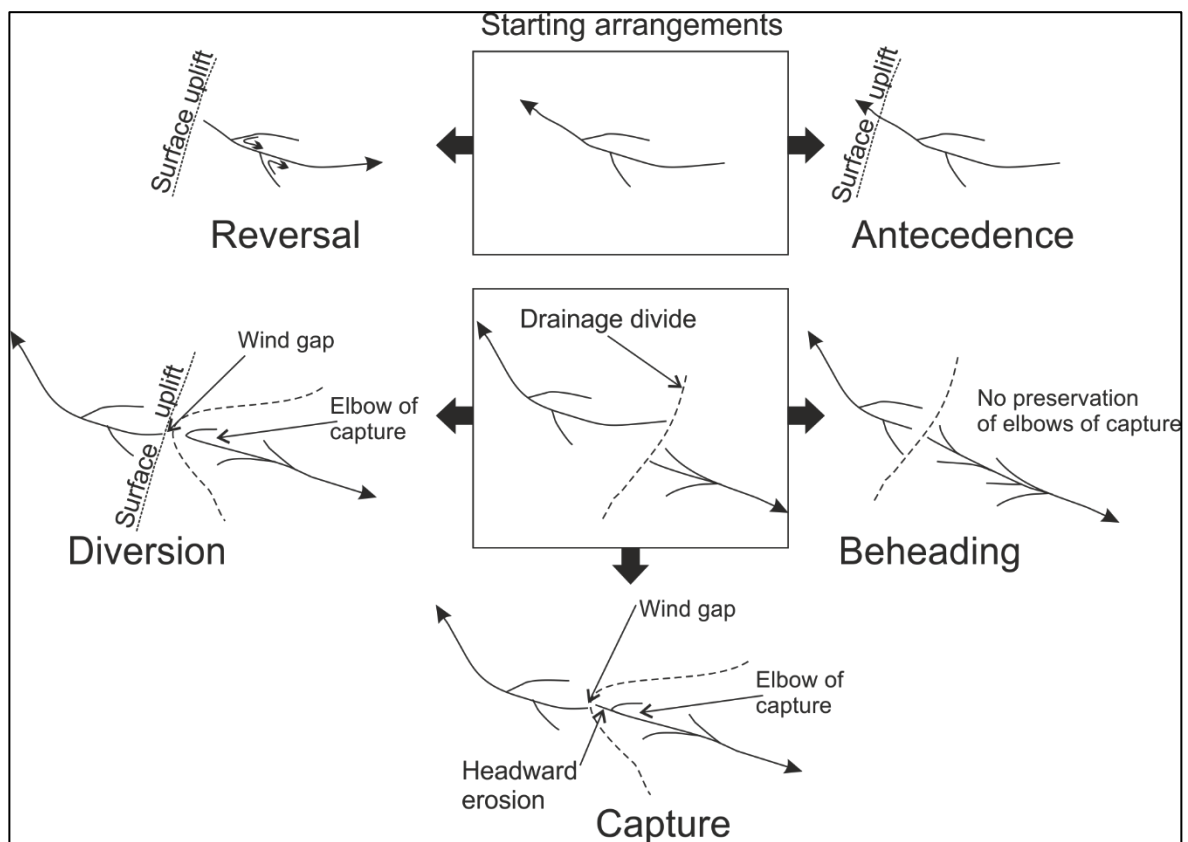 Starting arrangements
Surface uplift
Reversal
Surface uplift
Antecedence
Wind gap
Elbow of
capture
Surface uplift
Diversion
Drainage divide
No preservation
of elbows of capture
Beheading
Wind gap
Elbow of
capture
Headward
erosion
Capture